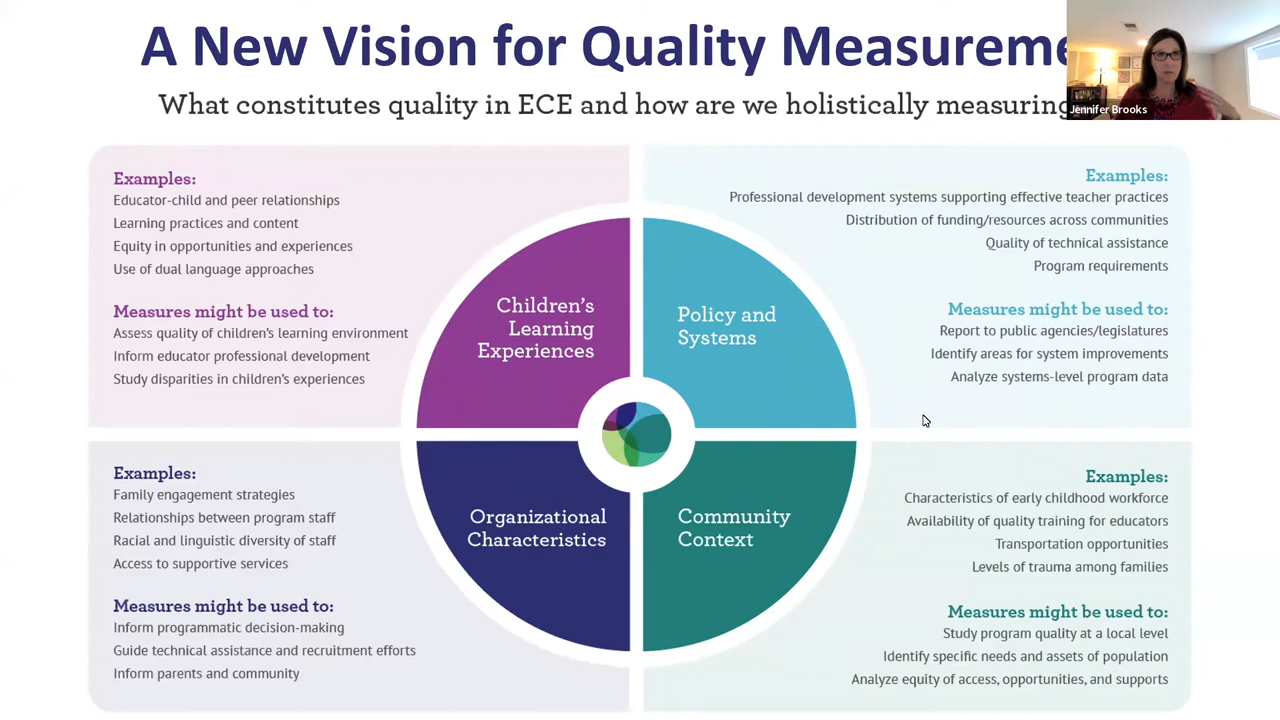 A New Vision for Quality Measureme
What constitutes quality in ECE and how are we holistically measuring
Jennifer Brooks
Examples:
Educator-child and peer relationships
Learning practices and content
Equity in opportunities and experiences
Use of dual language approaches
Measures might be used to:
Assess quality of children's learning environment
Inform educator professional development
Study disparities in children's experiences
Children's
Learning
Experiences
Policy and
Systems
Examples:
Professional development systems supporting effective teacher practices
Distribution of funding/resources across communities
Quality of technical assistance
Program requirements
Measures might be used to:
Report to public agencies/legislatures
Identify areas for system improvements
Analyze systems-level program data
Examples:
Family engagement strategies
Relationships between program staff
Racial and linguistic diversity of staff
Access to supportive services
Measures might be used to:
Inform programmatic decision-making
Guide technical assistance and recruitment efforts
Inform parents and community
Organizational
Characteristics
Community
Context
Examples:
Characteristics of early childhood workforce
Availability of quality training for educators
Transportation opportunities
Levels of trauma among families
Measures might be used to:
Study program quality at a local level
Identify specific needs and assets of population
Analyze equity of access, opportunities, and supports